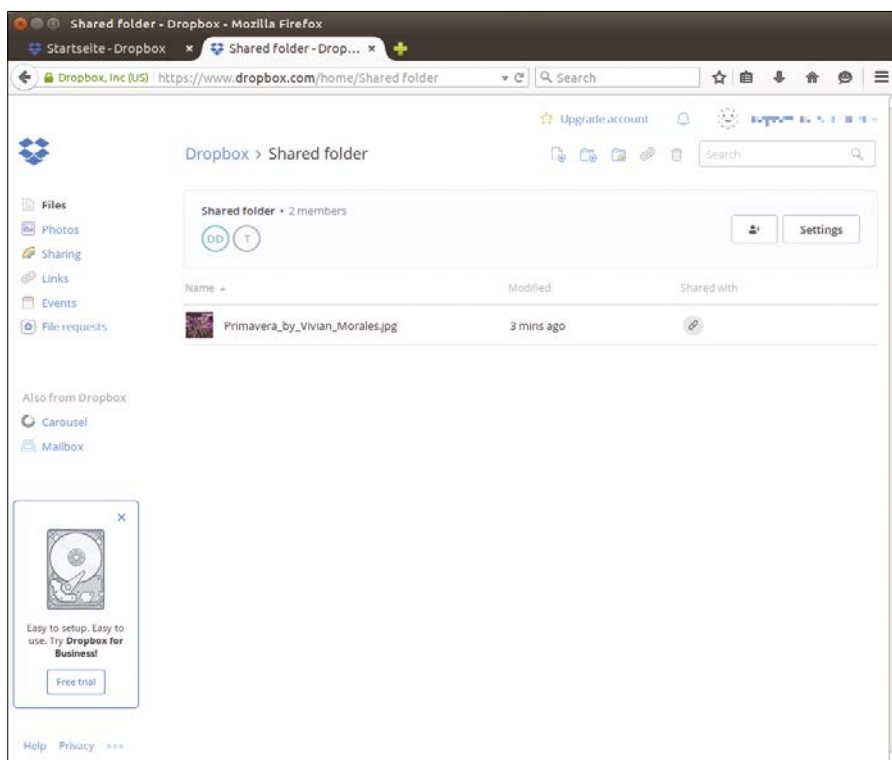 Shared folder - Dropbox - Mozilla Firefox
Startseite - Dropbox × Shared folder - Drop... ×
Dropbox, Inc (US) https://www.dropbox.com/home/Shared folder Search
Upgrade account
Dropbox > Shared folder Search
Files
Photos
Sharing
Links
Events
File requests
Shared folder • 2 members
DD T
Settings
Name Modified Shared with
Primavera_by_Vivian_Morales.jpg 3 mins ago
Also from Dropbox
Carousel
Mailbox
×
Easy to setup. Easy to
use. Try Dropbox for
Business!
Free trial
Help Privacy